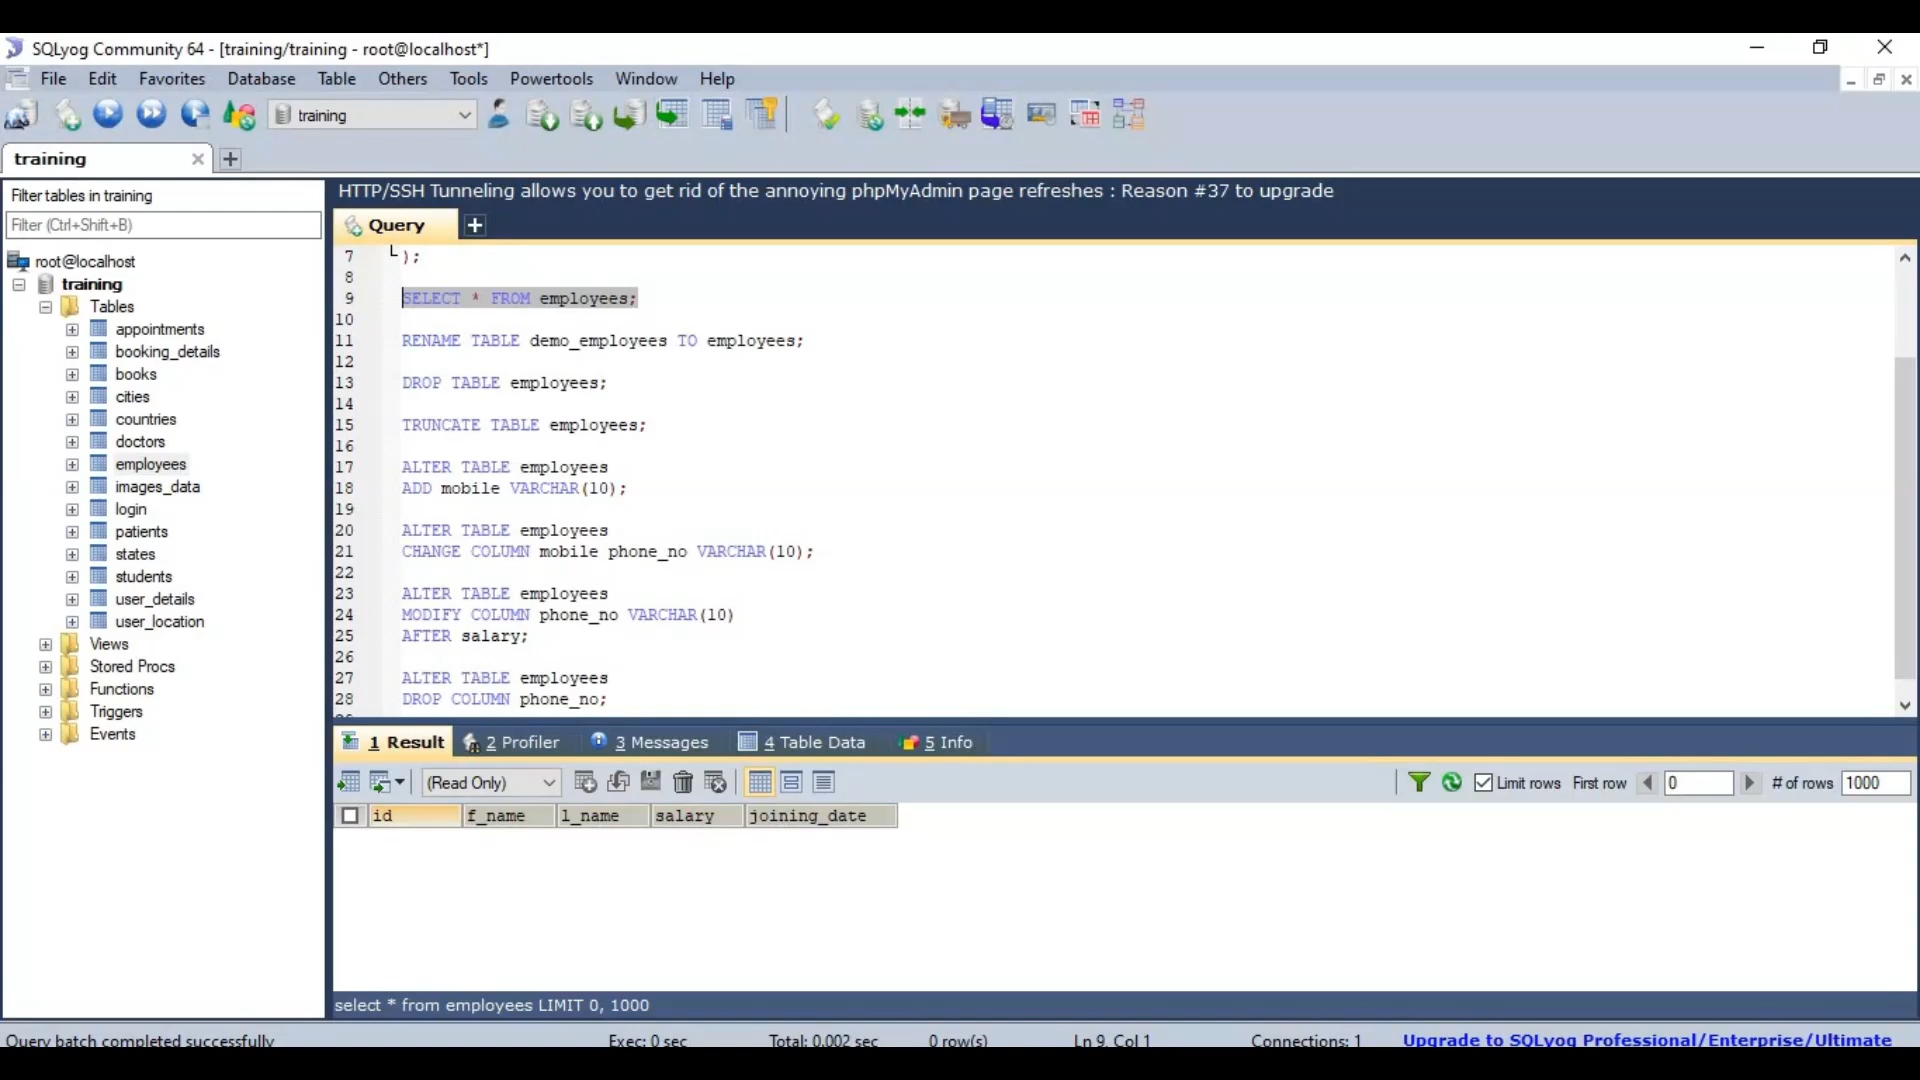 SQLyog Community 64 - [training/training - root@localhost*]
File Edit Favorites Database Table Others Tools Powertools Window Help
training
training
Filter tables in training
Filter (Ctrl+Shift+B)
root@localhost
training
Tables
appointments
booking_details
books
cities
countries
doctors
employees
images_data
login
patients
states
students
user_details
user_location
Views
Stored Procs
Functions
Triggers
Events
HTTP/SSH Tunneling allows you to get rid of the annoying phpMyAdmin page refreshes : Reason #37 to upgrade
Query
7 );
8
9 SELECT * FROM employees;
10
11 RENAME TABLE demo_employees TO employees;
12
13 DROP TABLE employees;
14
15 TRUNCATE TABLE employees;
16
17 ALTER TABLE employees
18 ADD mobile VARCHAR(10);
19
20 ALTER TABLE employees
21 CHANGE COLUMN mobile phone_no VARCHAR(10);
22
23 ALTER TABLE employees
24 MODIFY COLUMN phone_no VARCHAR(10)
25 AFTER salary;
26
27 ALTER TABLE employees
28 DROP COLUMN phone_no;
1 Result 2 Profiler 3 Messages 4 Table Data 5 Info
(Read Only) Limit rows First row 0 # of rows 1000
id f_name l_name salary joining_date
select * from employees LIMIT 0, 1000
Query batch completed successfully Exec: 0 sec Total: 0.002 sec 0 row(s) Ln 9, Col 1 Connections: 1 Upgrade to SQLyog Professional/Enterprise/Ultimate